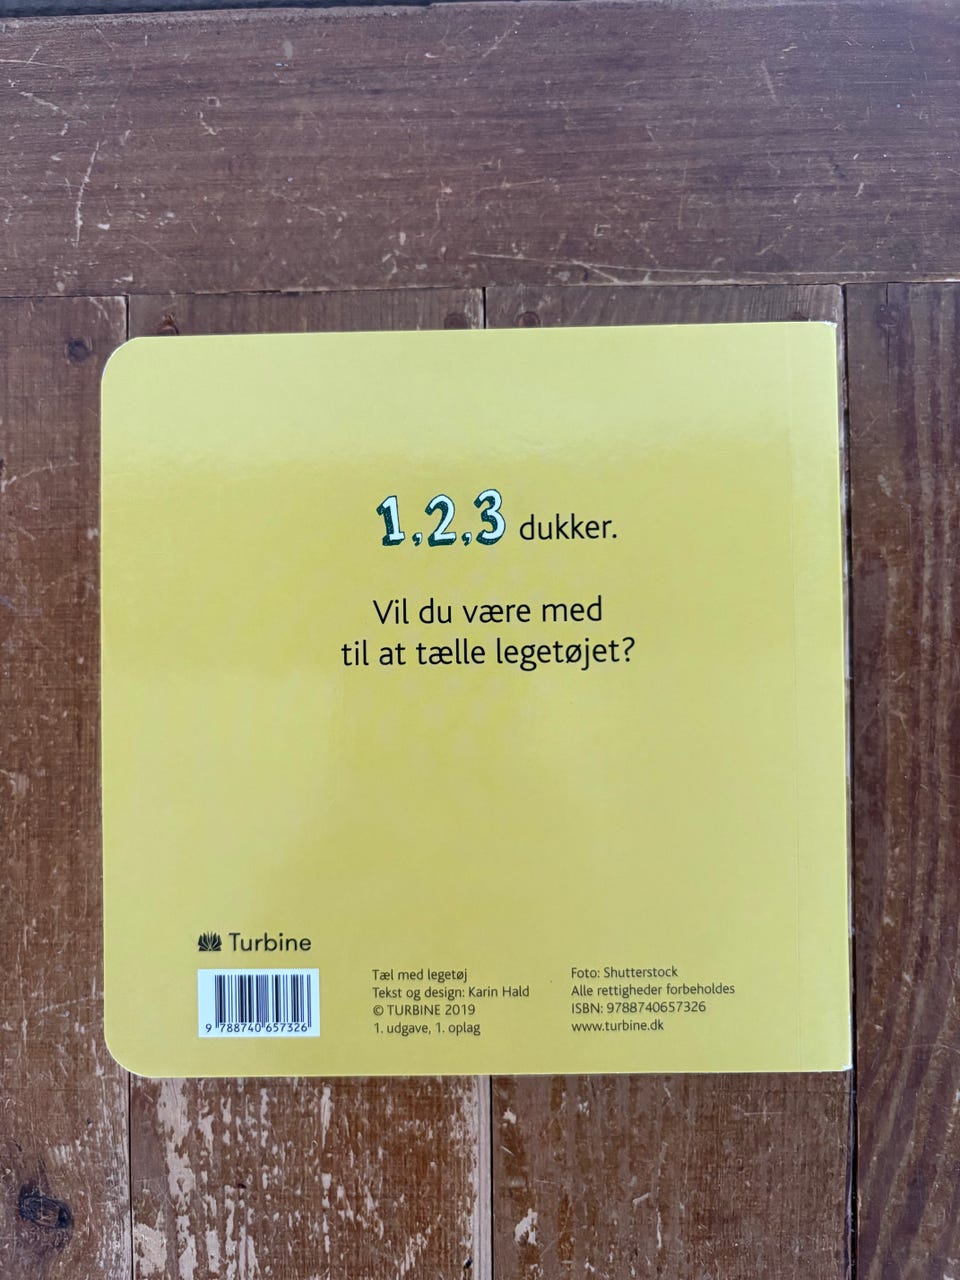 1,2,3 dukker.
Vil du være med
til at tælle legetøjet?
Turbine
9 788740 657326
Tæl med legetøj
Tekst og design: Karin Hald
© TURBINE 2019
1. udgave, 1. oplag
Foto: Shutterstock
Alle rettigheder forbeholdes
ISBN: 9788740657326
www.turbine.dk